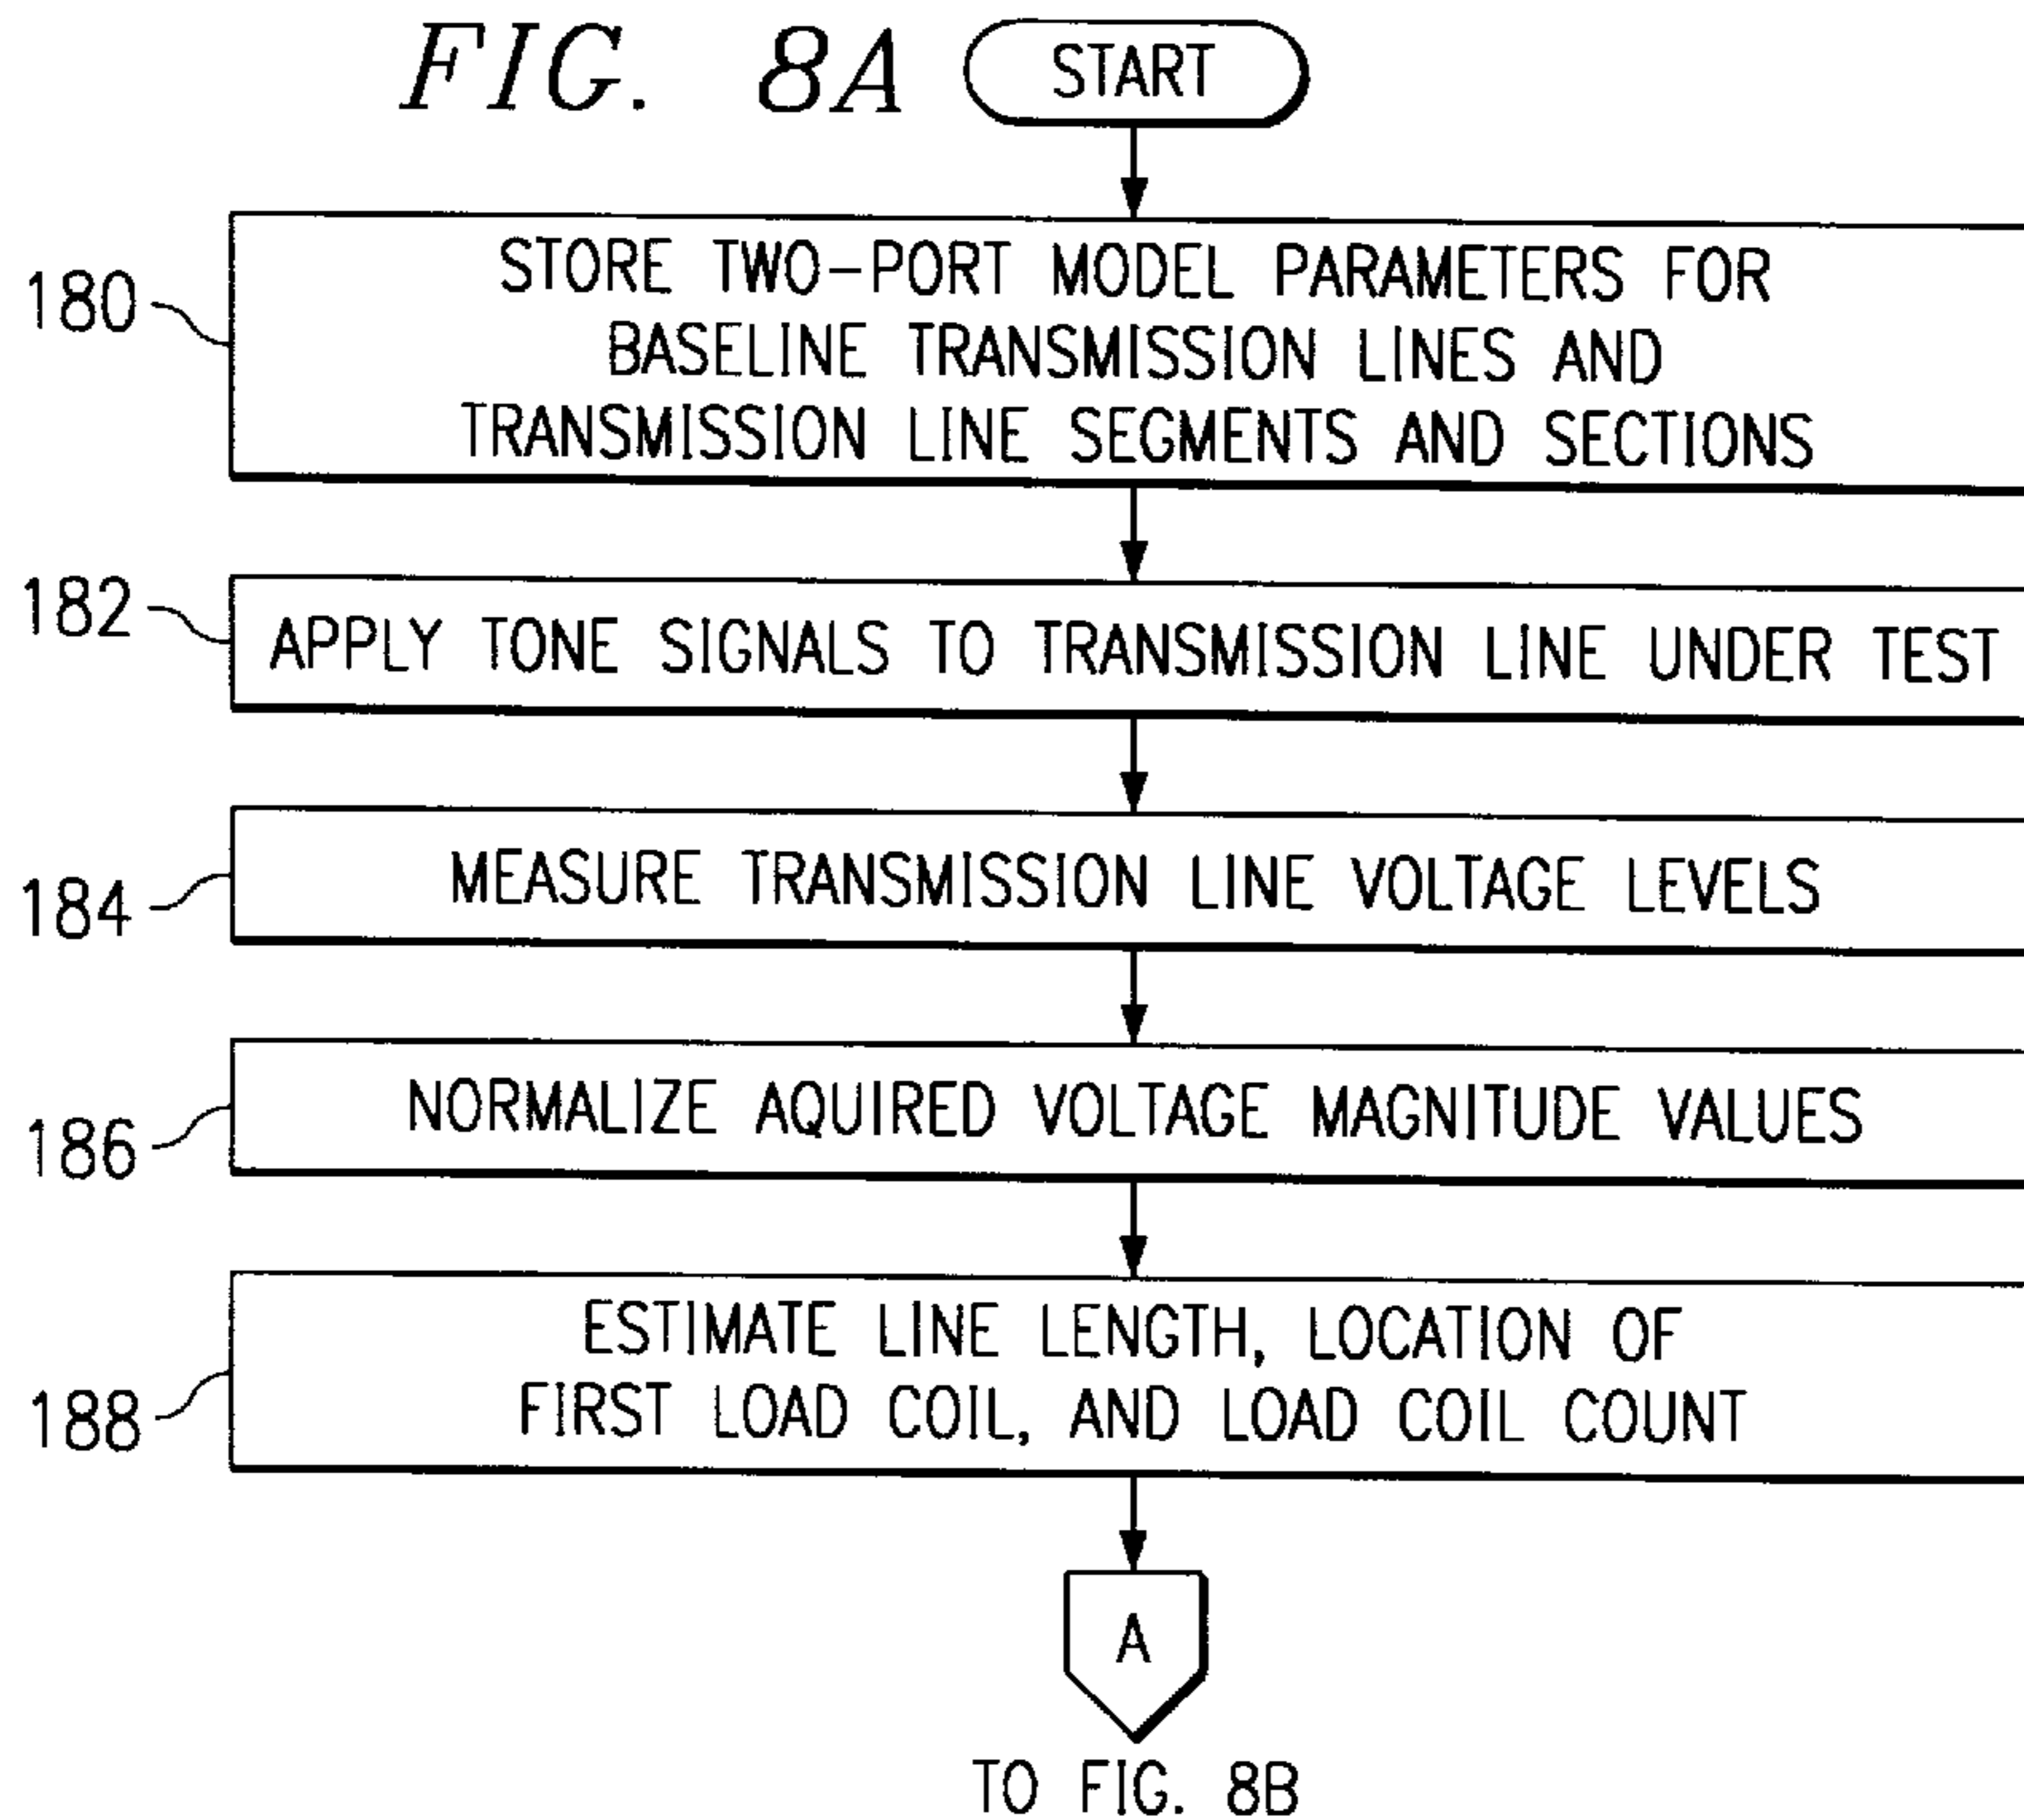 FIG. 8A
START
180
STORE TWO-PORT MODEL PARAMETERS FOR
BASELINE TRANSMISSION LINES AND
TRANSMISSION LINE SEGMENTS AND SECTIONS
182
APPLY TONE SIGNALS TO TRANSMISSION LINE UNDER TEST
184
MEASURE TRANSMISSION LINE VOLTAGE LEVELS
186
NORMALIZE AQUIRED VOLTAGE MAGNITUDE VALUES
188
ESTIMATE LINE LENGTH, LOCATION OF
FIRST LOAD COIL, AND LOAD COIL COUNT
A
TO FIG. 8B